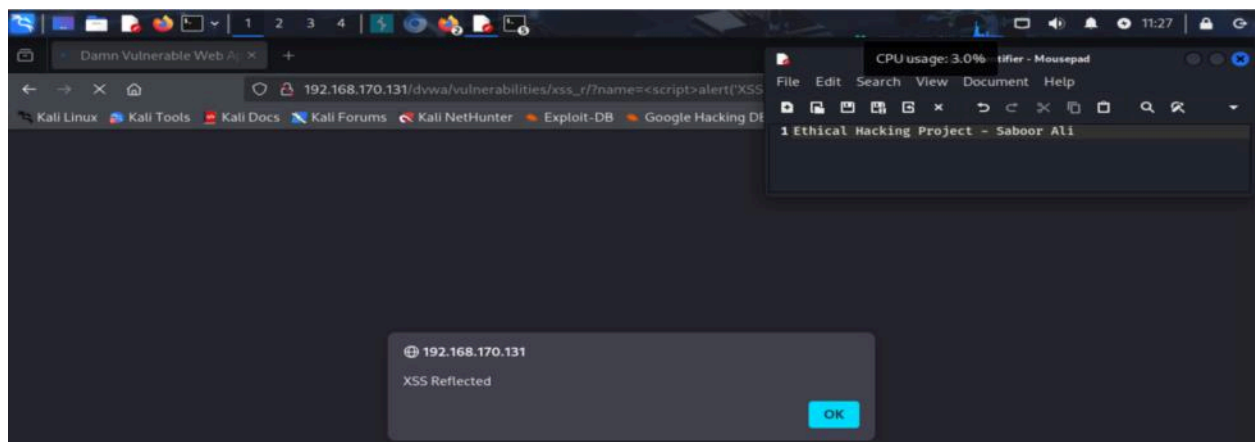 1 2 3 4
11:27
Damn Vulnerable Web Ap
CPU usage: 3.0%
tifier - Mousepad
File Edit Search View Document Help
192.168.170.131/dvwa/vulnerabilities/xss_r/?name=<script>alert('XSS
Kali Linux Kali Tools Kali Docs Kali Forums Kali NetHunter Exploit-DB Google Hacking DB
1 Ethical Hacking Project - Saboor Ali
192.168.170.131
XSS Reflected
OK